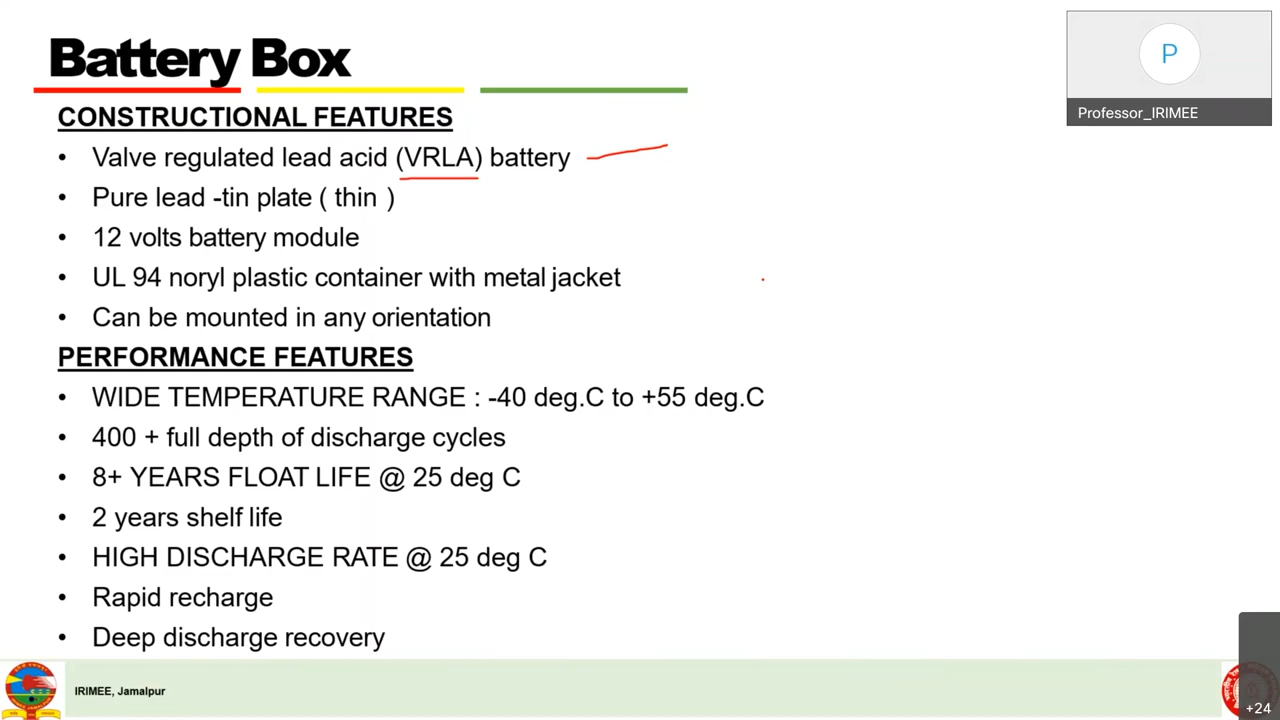 Battery Box
CONSTRUCTIONAL FEATURES
• Valve regulated lead acid (VRLA) battery
• Pure lead -tin plate ( thin )
• 12 volts battery module
• UL 94 noryl plastic container with metal jacket
• Can be mounted in any orientation
PERFORMANCE FEATURES
• WIDE TEMPERATURE RANGE : -40 deg.C to +55 deg.C
• 400 + full depth of discharge cycles
• 8+ YEARS FLOAT LIFE @ 25 deg C
• 2 years shelf life
• HIGH DISCHARGE RATE @ 25 deg C
• Rapid recharge
• Deep discharge recovery
IRIMEE, Jamalpur
P
Professor_IRIMEE
+24